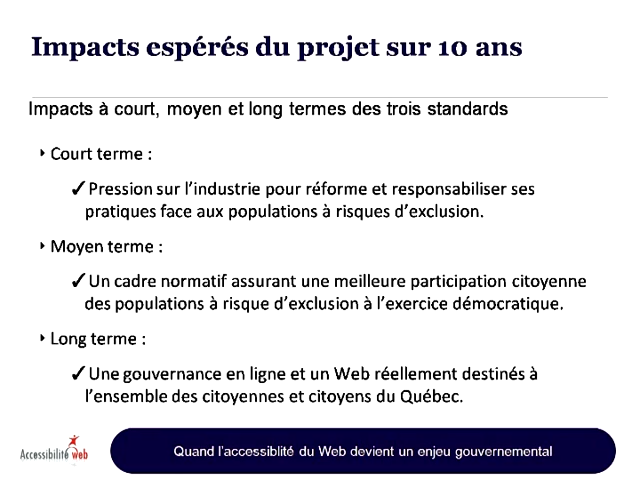 Impacts espérés du projet sur 10 ans
Impacts à court, moyen et long termes des trois standards
Court terme :
✓Pression sur l'industrie pour réforme et responsabiliser ses
pratiques face aux populations à risques d'exclusion.
Moyen terme :
✓Un cadre normatif assurant une meilleure participation citoyenne
des populations à risque d'exclusion à l'exercice démocratique.
Long terme :
✓Une gouvernance en ligne et un Web réellement destinés à
l'ensemble des citoyennes et citoyens du Québec.
Accessibilité web
Quand l'accessiblité du Web devient un enjeu gouvernemental